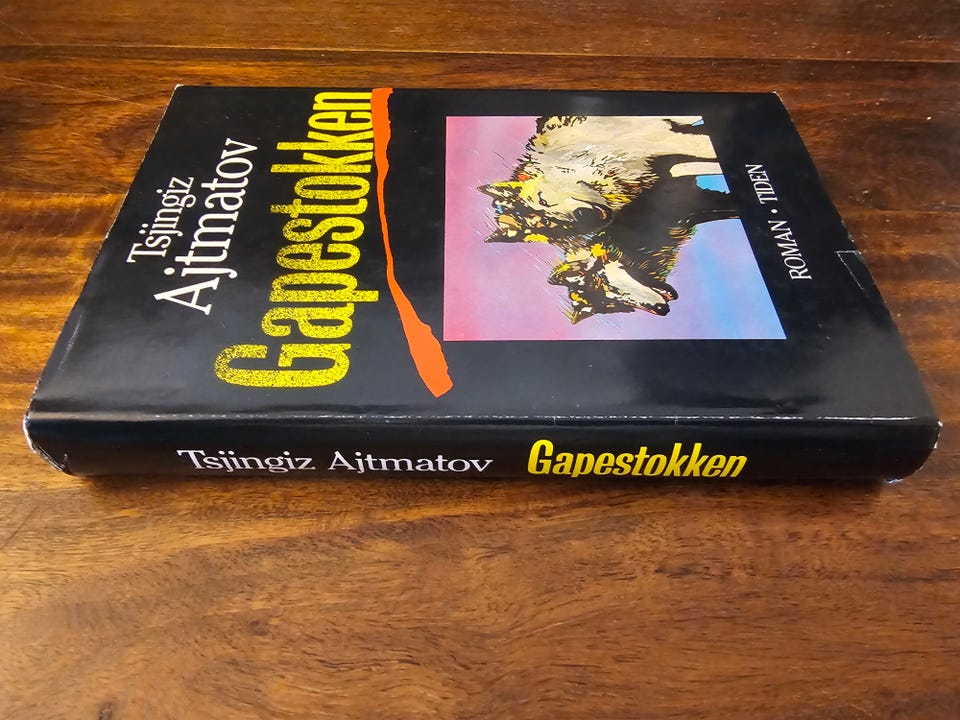 Tsjingiz
Ajtmatov
Gapestokken
ROMAN • TIDEN
Tsjingiz Ajtmatov Gapestokken